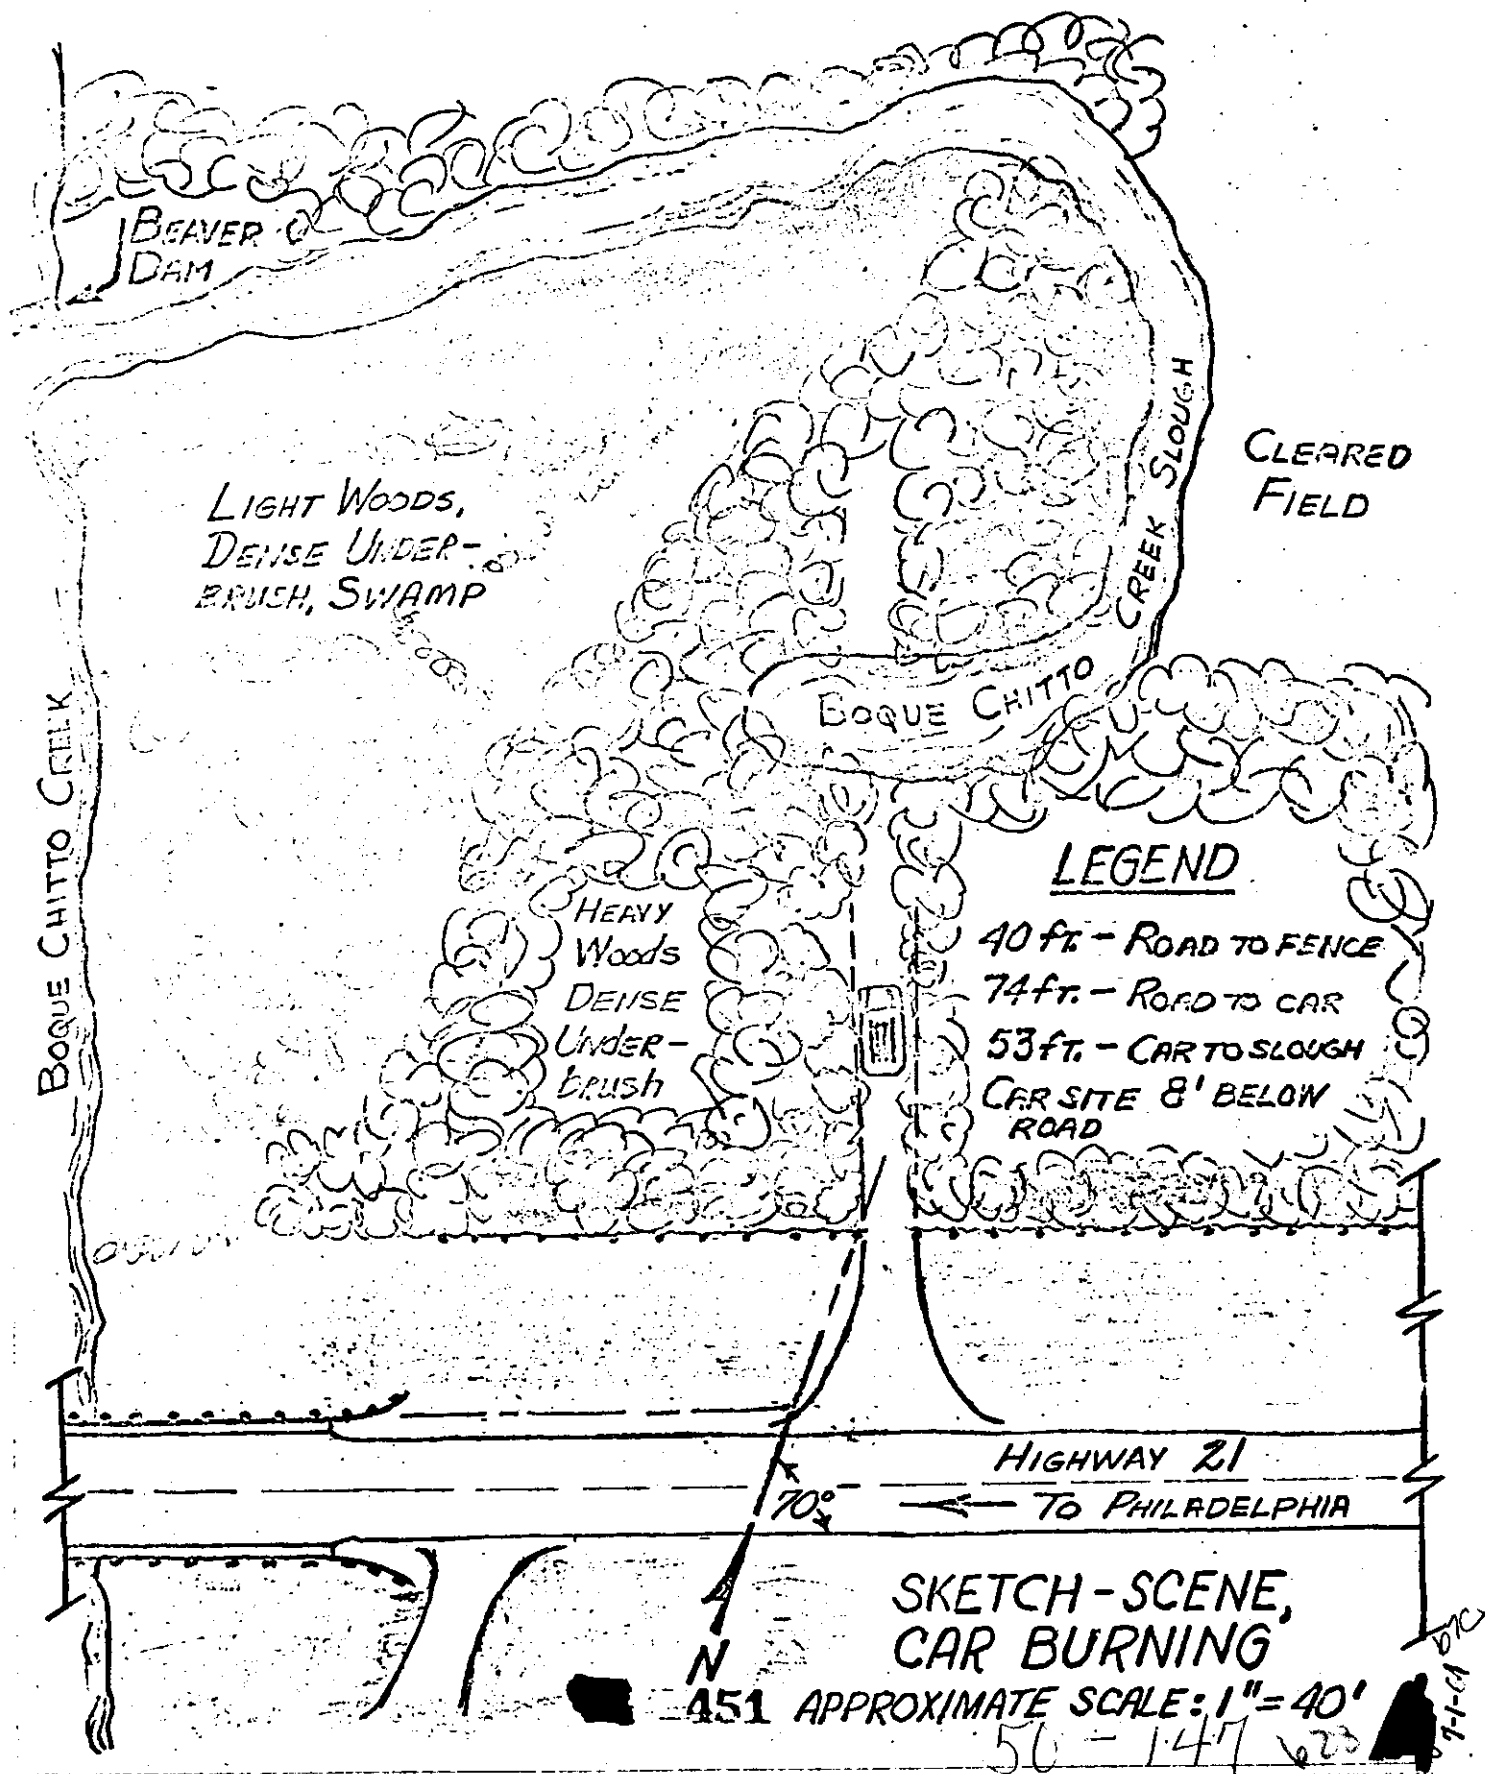 BEAVER
DAM
LIGHT WOODS,
DENSE UNDER-
BRUSH, SWAMP
CLEARED
FIELD
BOQUE CHITTO CREEK SLOUGH
BOQUE CHITTO CREEK
HEAVY
WOODS
DENSE
UNDER-
brush
LEGEND
40 ft. - ROAD TO FENCE
74 ft. - ROAD TO CAR
53 ft. - CAR TO SLOUGH
CAR SITE 8' BELOW
ROAD
HIGHWAY 21
70°
TO PHILADELPHIA
SKETCH - SCENE,
CAR BURNING
N
451 APPROXIMATE SCALE: 1" = 40'
147
b7C